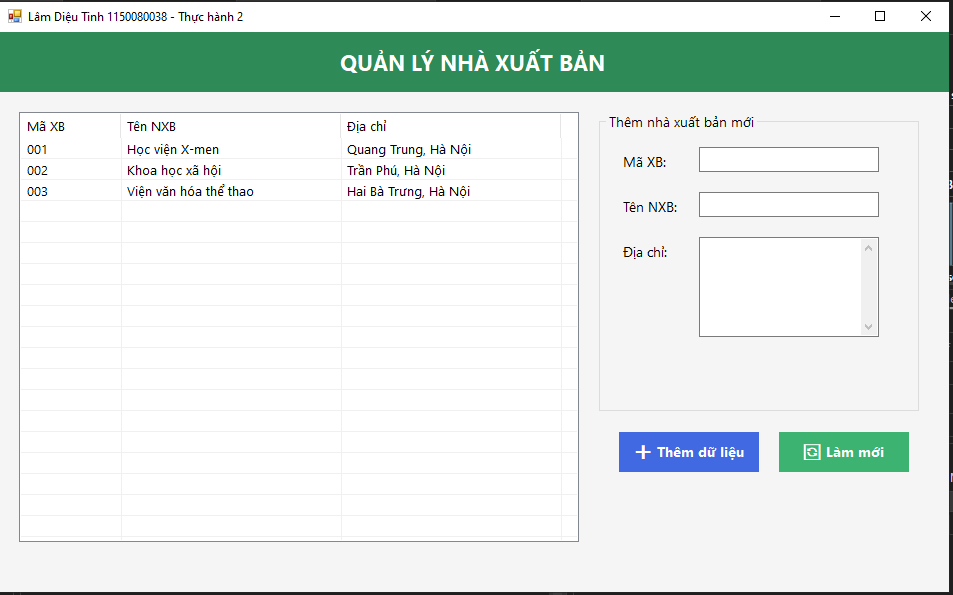 Lâm Diệu Tinh 1150080038 - Thực hành 2
QUẢN LÝ NHÀ XUẤT BẢN
Mã XB Tên NXB Địa chỉ
001 Học viện X-men Quang Trung, Hà Nội
002 Khoa học xã hội Trần Phú, Hà Nội
003 Viện văn hóa thể thao Hai Bà Trưng, Hà Nội
Thêm nhà xuất bản mới
Mã XB:
Tên NXB:
Địa chỉ:
Thêm dữ liệu
Làm mới